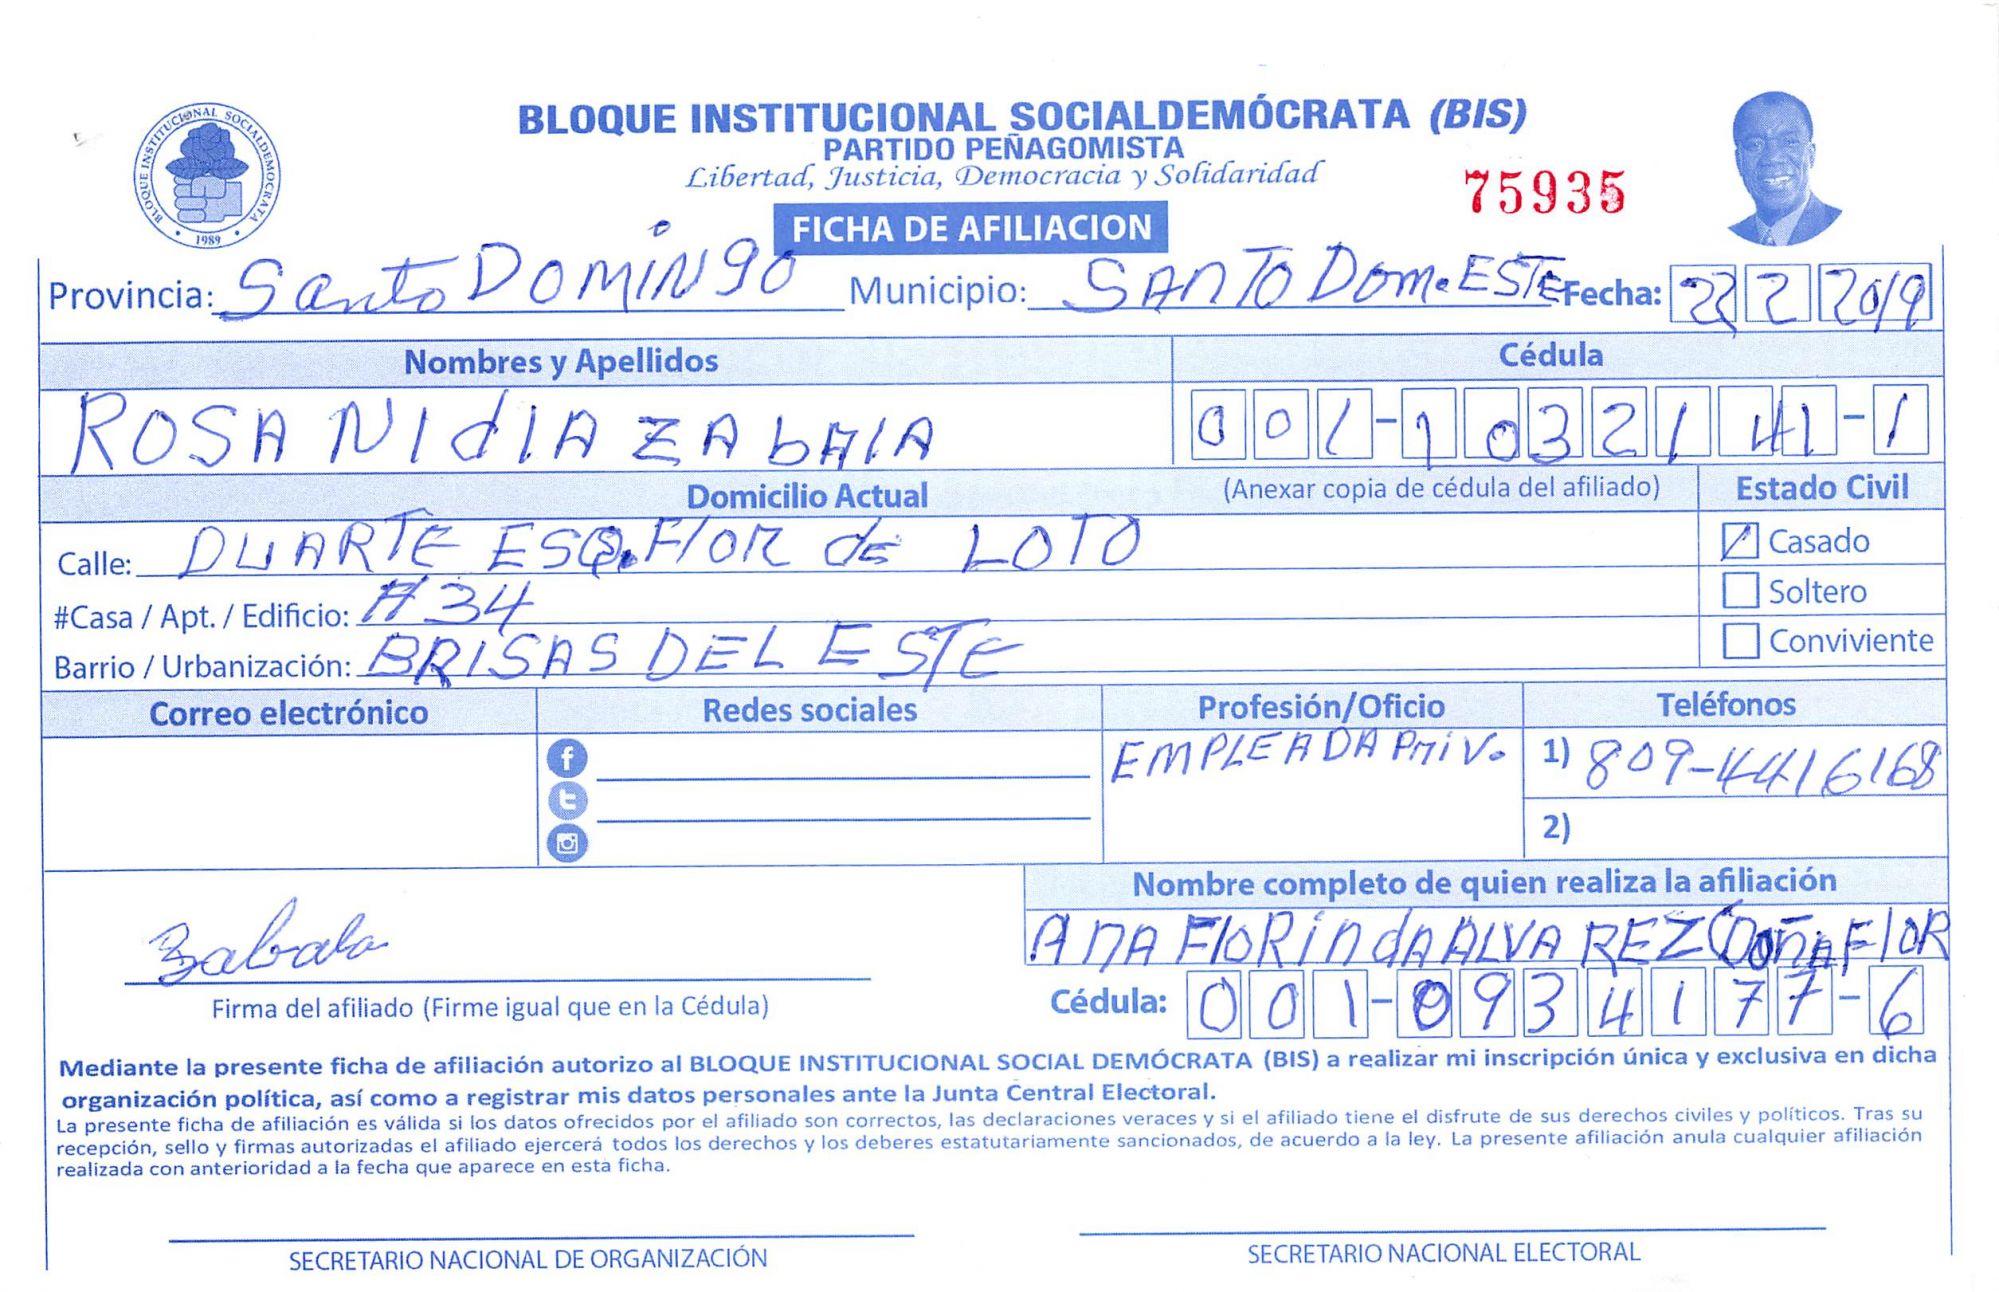 BLOQUE INSTITUCIONAL SOCIALDEMÓCRATA (BIS)
PARTIDO PEÑAGOMISTA
Libertad, Justicia, Democracia y Solidaridad
75935
BLOQUE INSTITUCIONAL SOCIALDEMOCRATA
1989
FICHA DE AFILIACION
Provincia: Santo DOMINgO Municipio: SANTO DOM. ESTE Fecha: 22 2 2019
Nombres y Apellidos Cédula
ROSA NIdIA ZAbAlA 001-1032141-1
Domicilio Actual (Anexar copia de cédula del afiliado) Estado Civil
Calle: DUARTE ESQ. FlOR de LOTO Casado
#Casa / Apt. / Edificio: #34 Soltero
Barrio / Urbanización: BRISAS DEL ESTE Conviviente
Correo electrónico Redes sociales Profesión/Oficio Teléfonos
EMPLEADA PRiV. 1) 809-4416168
2)
Nombre completo de quien realiza la afiliación
ANA FlORindA ALVAREZ (DOñA FlOR
Zabala
Firma del afiliado (Firme igual que en la Cédula) Cédula: 001-0934177-6
Mediante la presente ficha de afiliación autorizo al BLOQUE INSTITUCIONAL SOCIAL DEMÓCRATA (BIS) a realizar mi inscripción única y exclusiva en dicha
organización política, así como a registrar mis datos personales ante la Junta Central Electoral.
La presente ficha de afiliación es válida si los datos ofrecidos por el afiliado son correctos, las declaraciones veraces y si el afiliado tiene el disfrute de sus derechos civiles y políticos. Tras su
recepción, sello y firmas autorizadas el afiliado ejercerá todos los derechos y los deberes estatutariamente sancionados, de acuerdo a la ley. La presente afiliación anula cualquier afiliación
realizada con anterioridad a la fecha que aparece en esta ficha.
SECRETARIO NACIONAL DE ORGANIZACIÓN SECRETARIO NACIONAL ELECTORAL